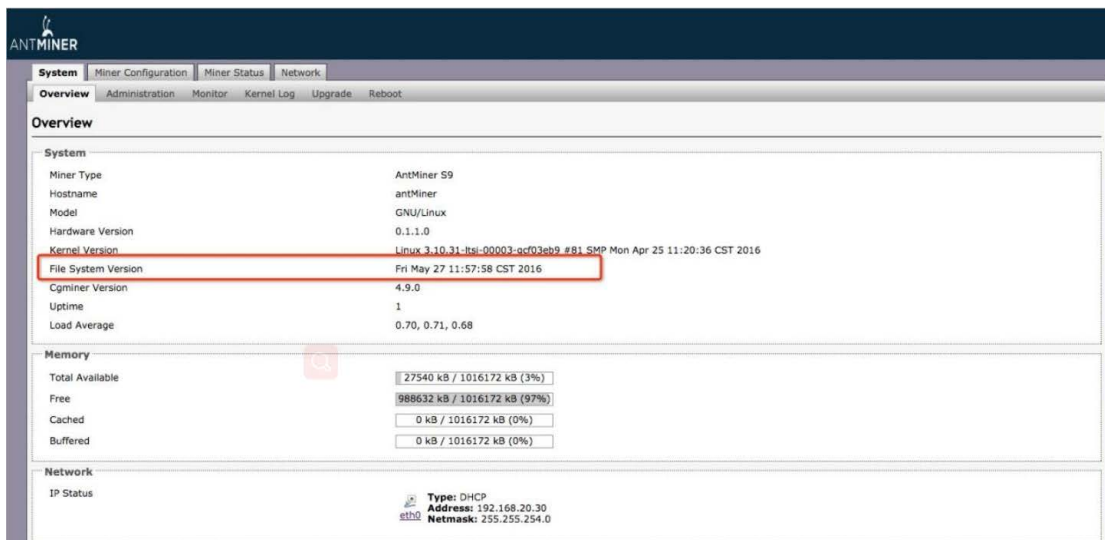 ANTMINER
System Miner Configuration Miner Status Network
Overview Administration Monitor Kernel Log Upgrade Reboot
Overview
System
Miner Type AntMiner S9
Hostname antMiner
Model GNU/Linux
Hardware Version 0.1.1.0
Kernel Version Linux 3.10.31-ltsi-00003-gcf03eb9 #81 SMP Mon Apr 25 11:20:36 CST 2016
File System Version Fri May 27 11:57:58 CST 2016
Cgminer Version 4.9.0
Uptime 1
Load Average 0.70, 0.71, 0.68
Memory
Total Available 27540 kB / 1016172 kB (3%)
Free 988632 kB / 1016172 kB (97%)
Cached 0 kB / 1016172 kB (0%)
Buffered 0 kB / 1016172 kB (0%)
Network
IP Status Type: DHCP
Address: 192.168.20.30
eth0 Netmask: 255.255.254.0